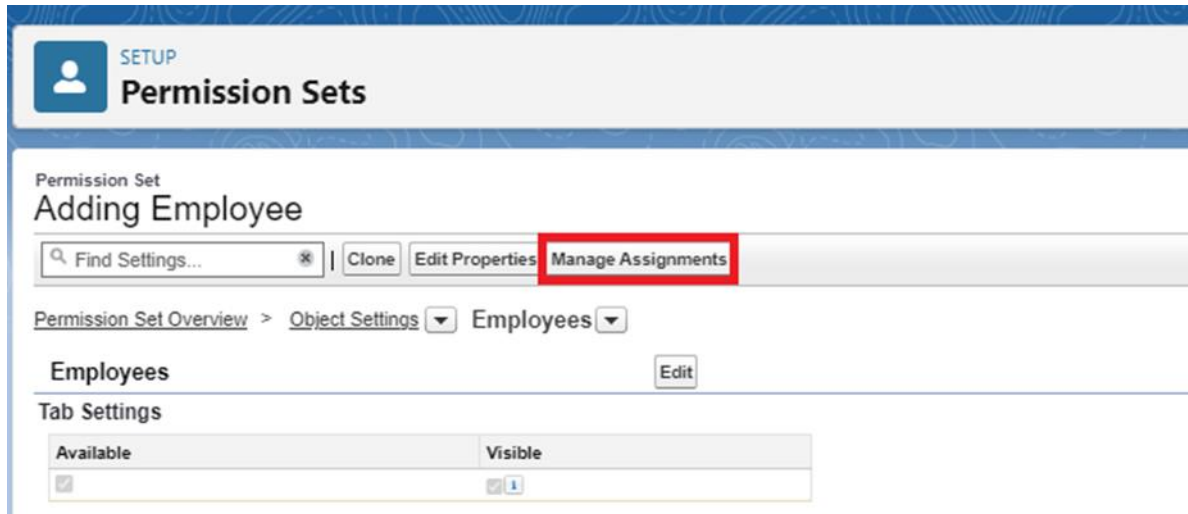 SETUP
Permission Sets
Permission Set
Adding Employee
Find Settings... | Clone Edit Properties Manage Assignments
Permission Set Overview > Object Settings Employees
Employees Edit
Tab Settings
Available Visible
i